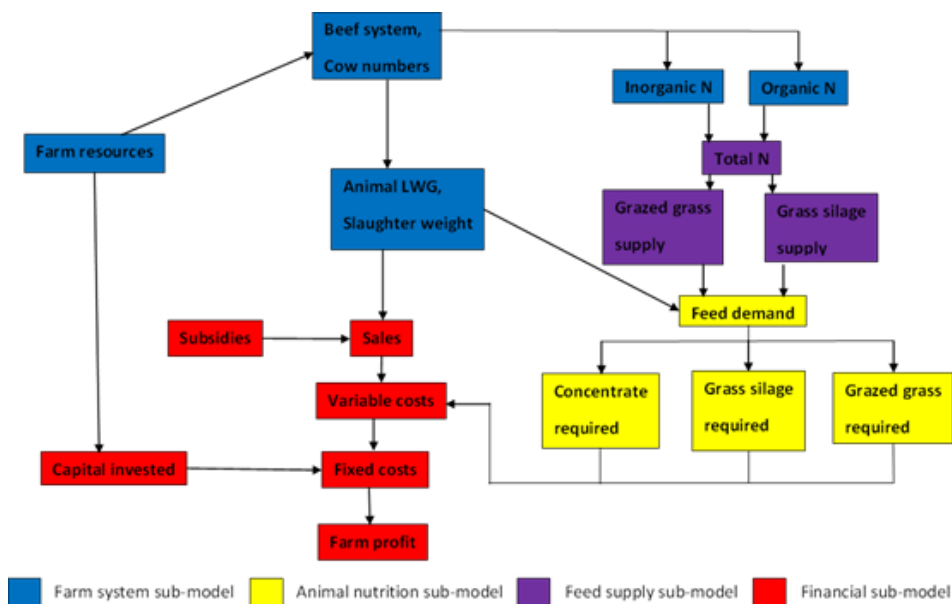 Beef system,
Cow numbers
Inorganic N
Organic N
Farm resources
Total N
Animal LWG,
Slaughter weight
Grazed grass
supply
Grass silage
supply
Feed demand
Subsidies
Sales
Concentrate
required
Grass silage
required
Grazed grass
required
Variable costs
Capital invested
Fixed costs
Farm profit
Farm system sub-model
Animal nutrition sub-model
Feed supply sub-model
Financial sub-model